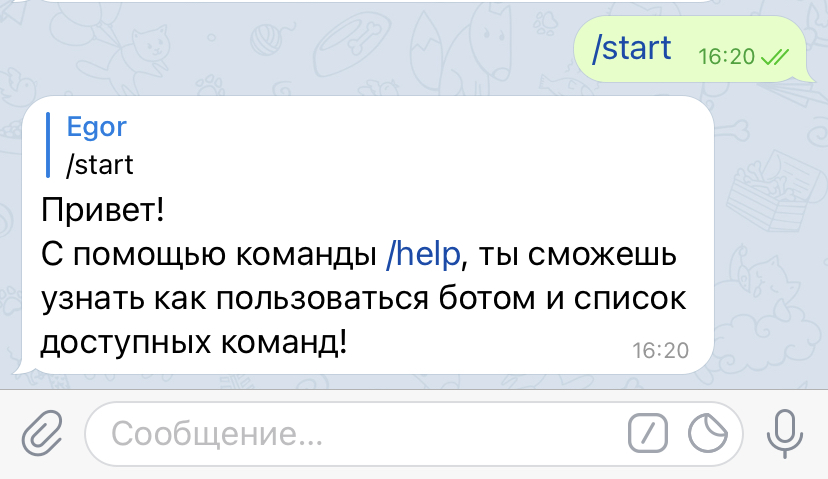 /start 16:20
Egor
/start
Привет!
С помощью команды /help, ты сможешь
узнать как пользоваться ботом и список
доступных команд!
16:20
Сообщение...